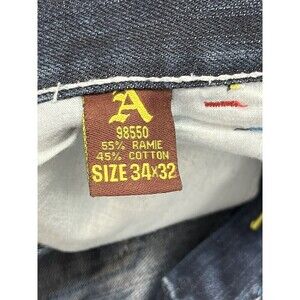 A
98550
55% RAMIE
45% COTTON
SIZE 34x32